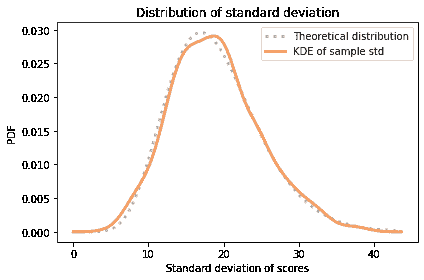 Distribution of standard deviation
Theoretical distribution
KDE of sample std
PDF
0.030
0.025
0.020
0.015
0.010
0.005
0.000
0 10 20 30 40
Standard deviation of scores